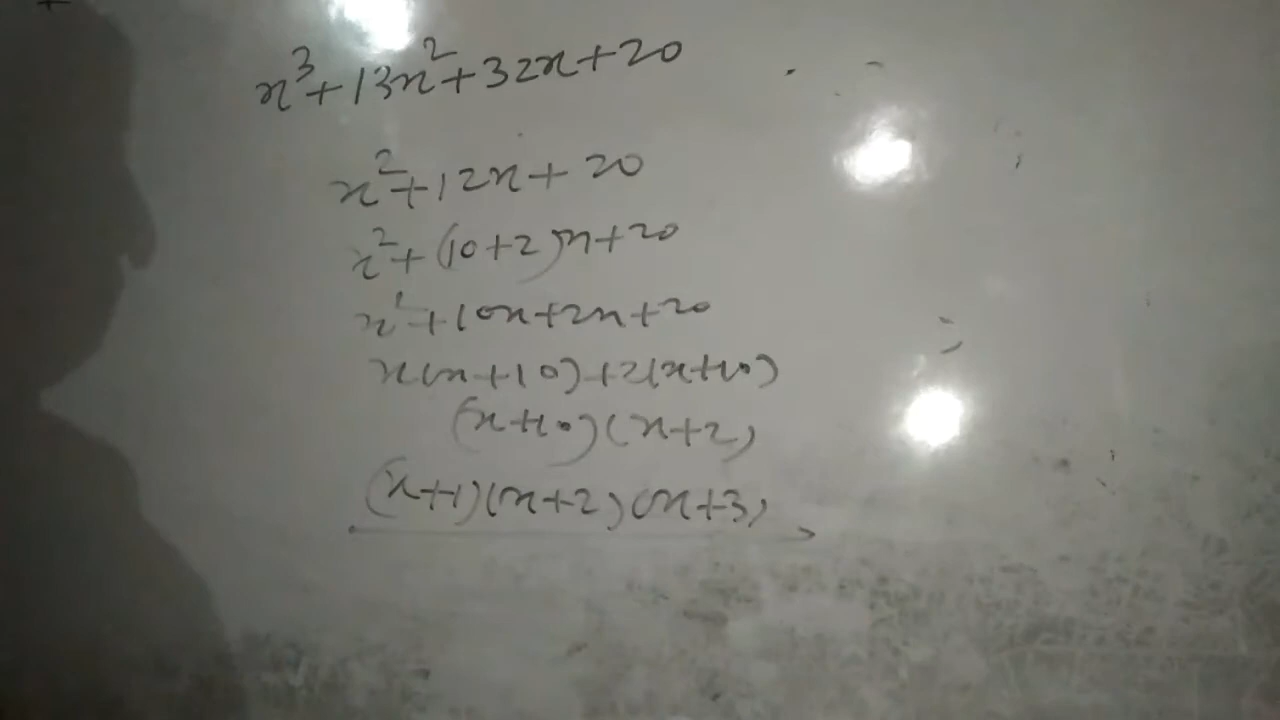 x³+13x²+32x+20
x²+12x+20
x²+(10+2)x+20
x²+10x+2x+20
x(x+10)+2(x+10)
(x+10)(x+2)
(x+1)(x+2)(x+3)